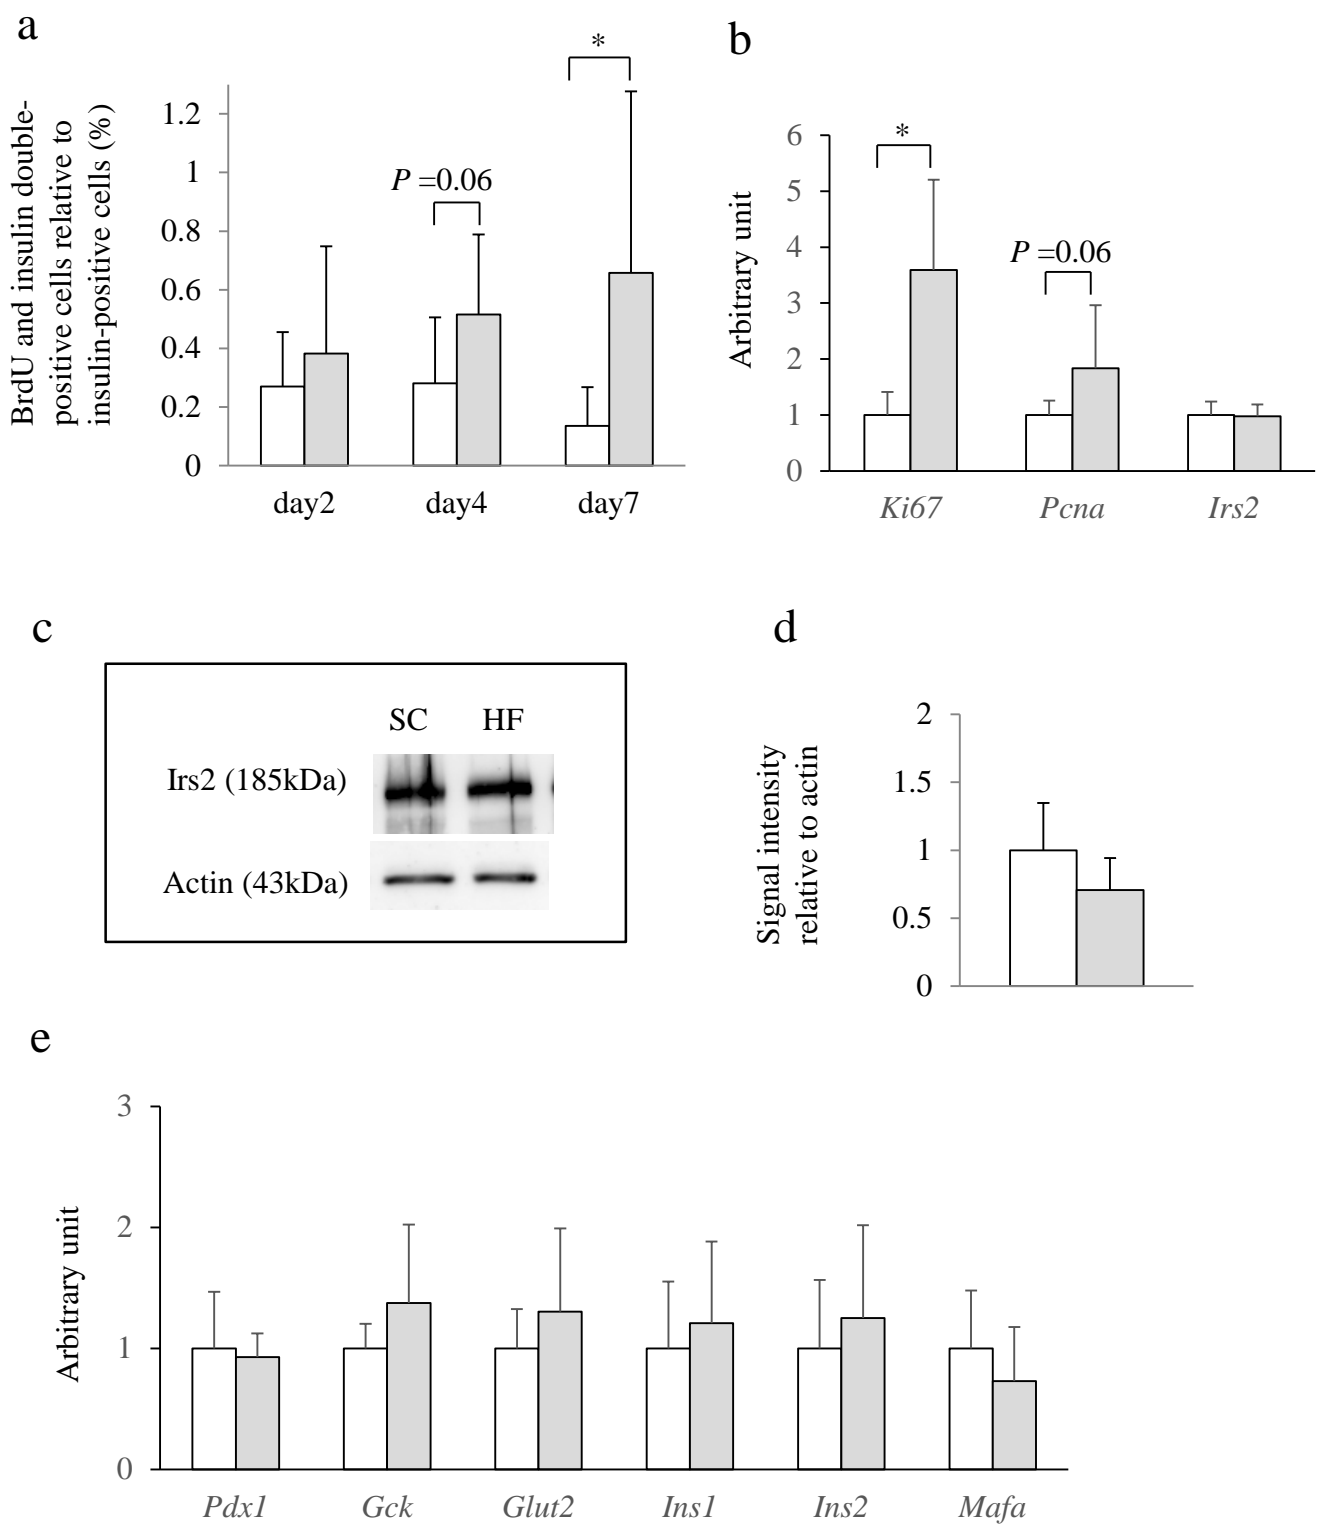 a
BrdU and insulin double-
positive cells relative to
insulin-positive cells (%)
1.2
1
0.8
0.6
0.4
0.2
0
*
P =0.06
day2 day4 day7
b
Arbitrary unit
6
5
4
3
2
1
0
*
P =0.06
Ki67 Pcna Irs2
c
SC HF
Irs2 (185kDa)
Actin (43kDa)
d
Signal intensity
relative to actin
2
1.5
1
0.5
0
e
Arbitrary unit
3
2
1
0
Pdx1 Gck Glut2 Ins1 Ins2 Mafa